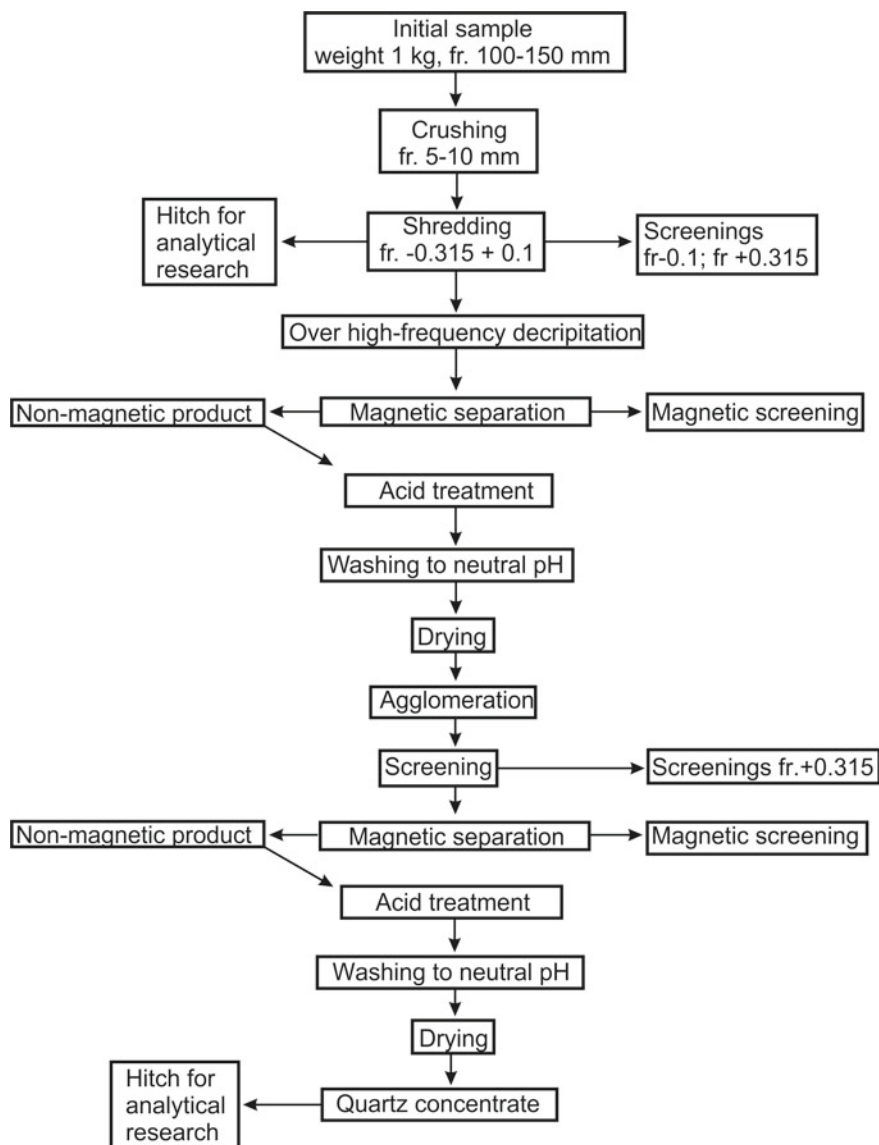 Initial sample
weight 1 kg, fr. 100-150 mm
Crushing
fr. 5-10 mm
Hitch for
analytical
research
Shredding
fr. -0.315 + 0.1
Screenings
fr-0.1; fr +0.315
Over high-frequency decripitation
Non-magnetic product
Magnetic separation
Magnetic screening
Acid treatment
Washing to neutral pH
Drying
Agglomeration
Screening
Screenings fr.+0.315
Non-magnetic product
Magnetic separation
Magnetic screening
Acid treatment
Washing to neutral pH
Drying
Hitch for
analytical
research
Quartz concentrate